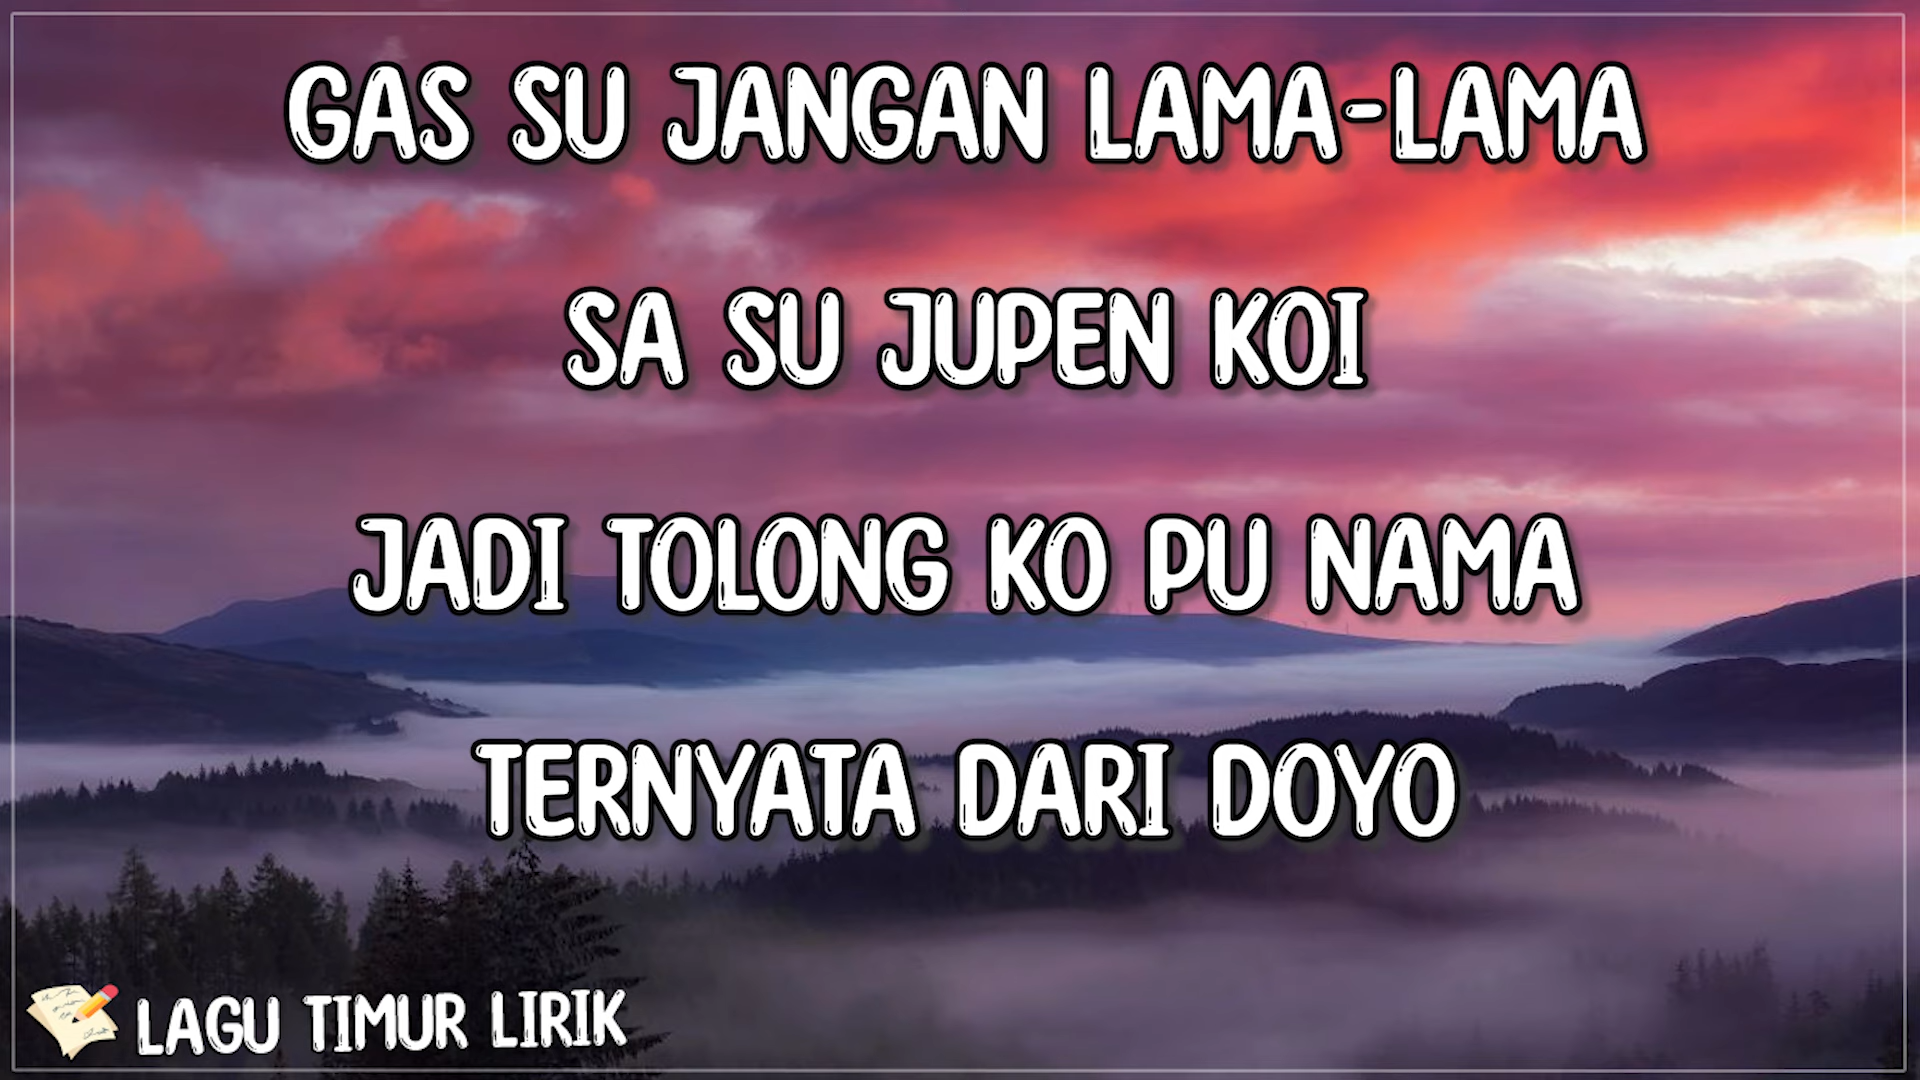 GAS SU JANGAN LAMA-LAMA
SA SU JUPEN KOI
JADI TOLONG KO PU NAMA
TERNYATA DARI DOYO
LAGU TIMUR LIRIK